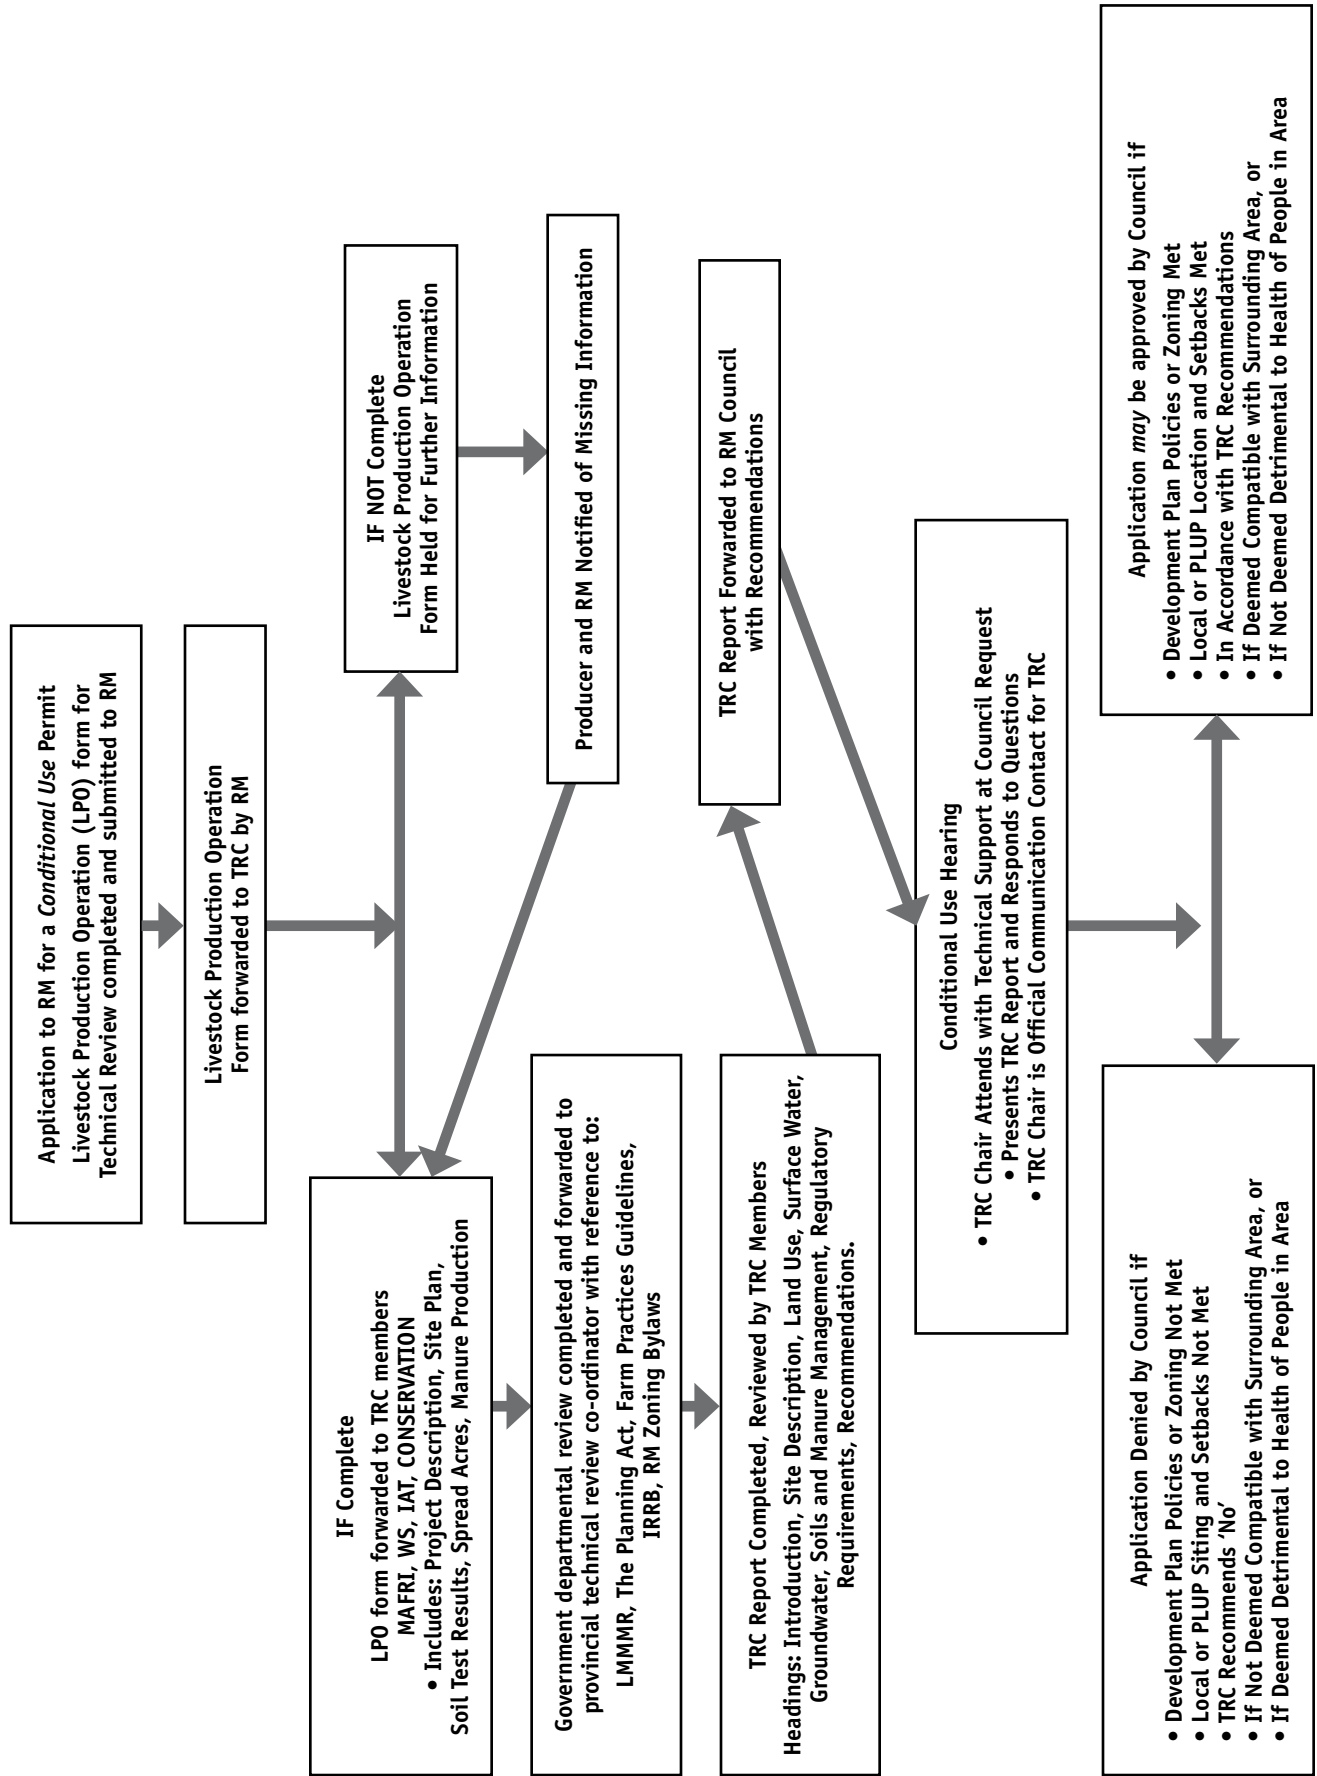 Application to RM for a Conditional Use Permit
Livestock Production Operation (LPO) form for
Technical Review completed and submitted to RM
Livestock Production Operation
Form forwarded to TRC by RM
IF Complete
LPO form forwarded to TRC members
MAFRI, WS, IAT, CONSERVATION
• Includes: Project Description, Site Plan,
Soil Test Results, Spread Acres, Manure Production
IF NOT Complete
Livestock Production Operation
Form Held for Further Information
Producer and RM Notified of Missing Information
Government departmental review completed and forwarded to
provincial technical review co-ordinator with reference to:
LMMMR, The Planning Act, Farm Practices Guidelines,
IRRB, RM Zoning Bylaws
TRC Report Completed, Reviewed by TRC Members
Headings: Introduction, Site Description, Land Use, Surface Water,
Groundwater, Soils and Manure Management, Regulatory
Requirements, Recommendations.
TRC Report Forwarded to RM Council
with Recommendations
Conditional Use Hearing
• TRC Chair Attends with Technical Support at Council Request
• Presents TRC Report and Responds to Questions
• TRC Chair is Official Communication Contact for TRC
Application Denied by Council if
• Development Plan Policies or Zoning Not Met
• Local or PLUP Siting and Setbacks Not Met
• TRC Recommends ‘No’
• If Not Deemed Compatible with Surrounding Area, or
• If Deemed Detrimental to Health of People in Area
Application may be approved by Council if
• Development Plan Policies or Zoning Met
• Local or PLUP Location and Setbacks Met
• In Accordance with TRC Recommendations
• If Deemed Compatible with Surrounding Area, or
• If Not Deemed Detrimental to Health of People in Area